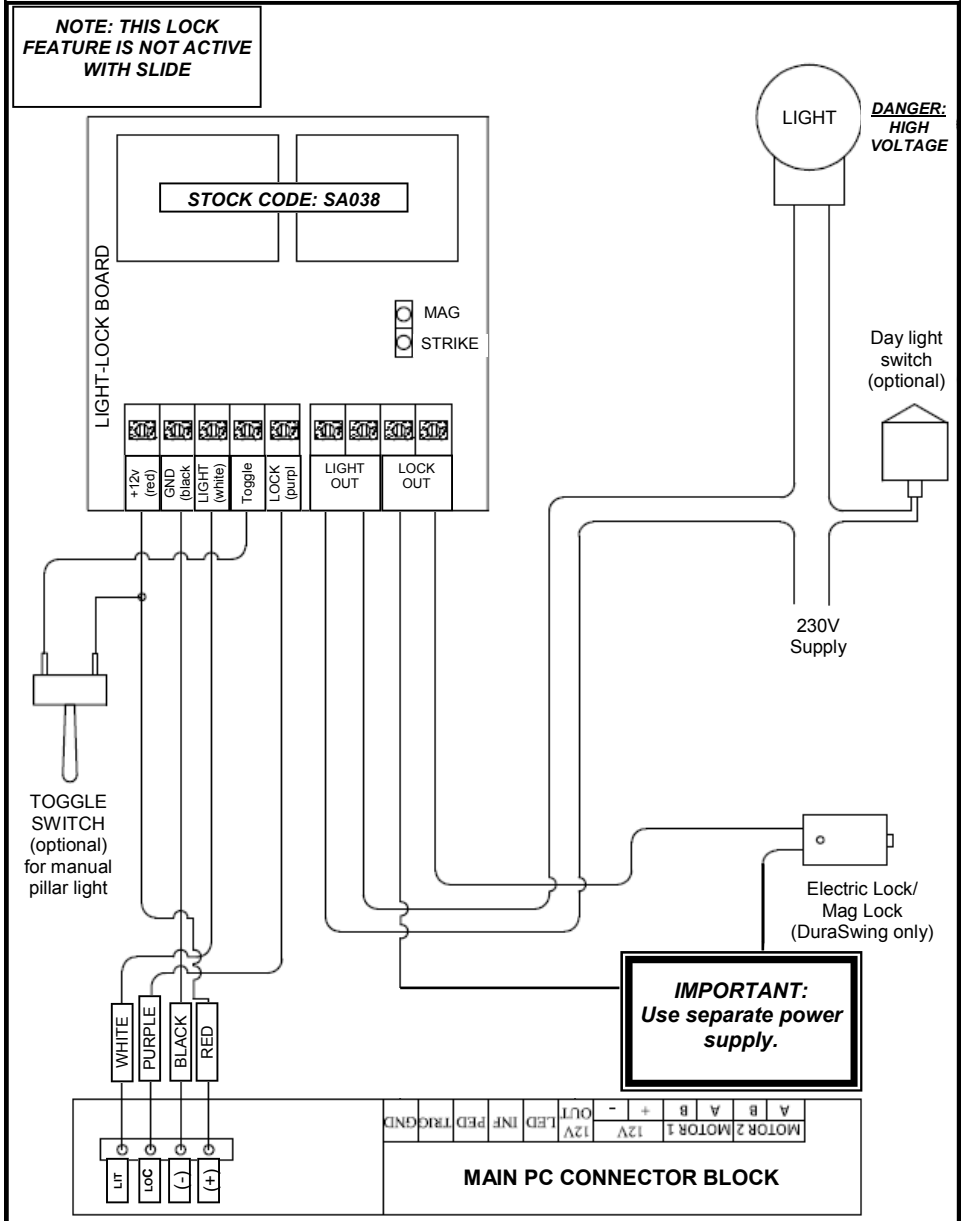 NOTE: THIS LOCK
FEATURE IS NOT ACTIVE
WITH SLIDE
LIGHT
DANGER:
HIGH
VOLTAGE
STOCK CODE: SA038
LIGHT-LOCK BOARD
MAG
STRIKE
Day light
switch
(optional)
+12v
(red)
GND
(black
LIGHT
(white)
Toggle
LOCK
(purpl
LIGHT
OUT
LOCK
OUT
230V
Supply
TOGGLE
SWITCH
(optional)
for manual
pillar light
Electric Lock/
Mag Lock
(DuraSwing only)
IMPORTANT:
Use separate power
supply.
WHITE
PURPLE
BLACK
RED
LIT
LoC
(-)
(+)
GND
TRIG
PED
INF
LED
12V
OUT
-
+
12V
B
A
MOTOR 1
B
A
MOTOR 2
MAIN PC CONNECTOR BLOCK